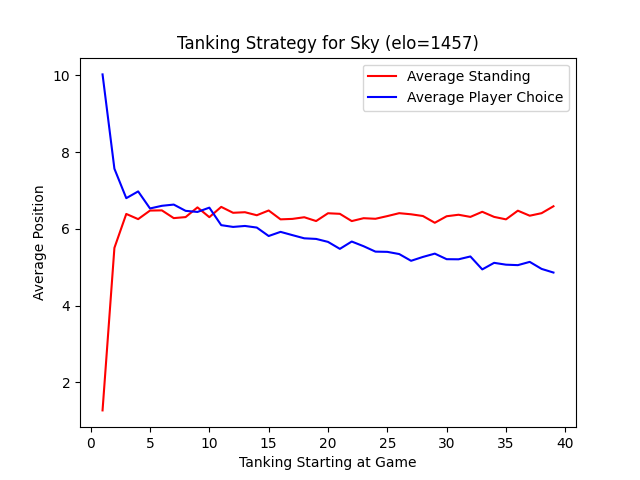 Tanking Strategy for Sky (elo=1457)
Average Standing
Average Player Choice
Average Position
10
8
6
4
2
0 5 10 15 20 25 30 35 40
Tanking Starting at Game